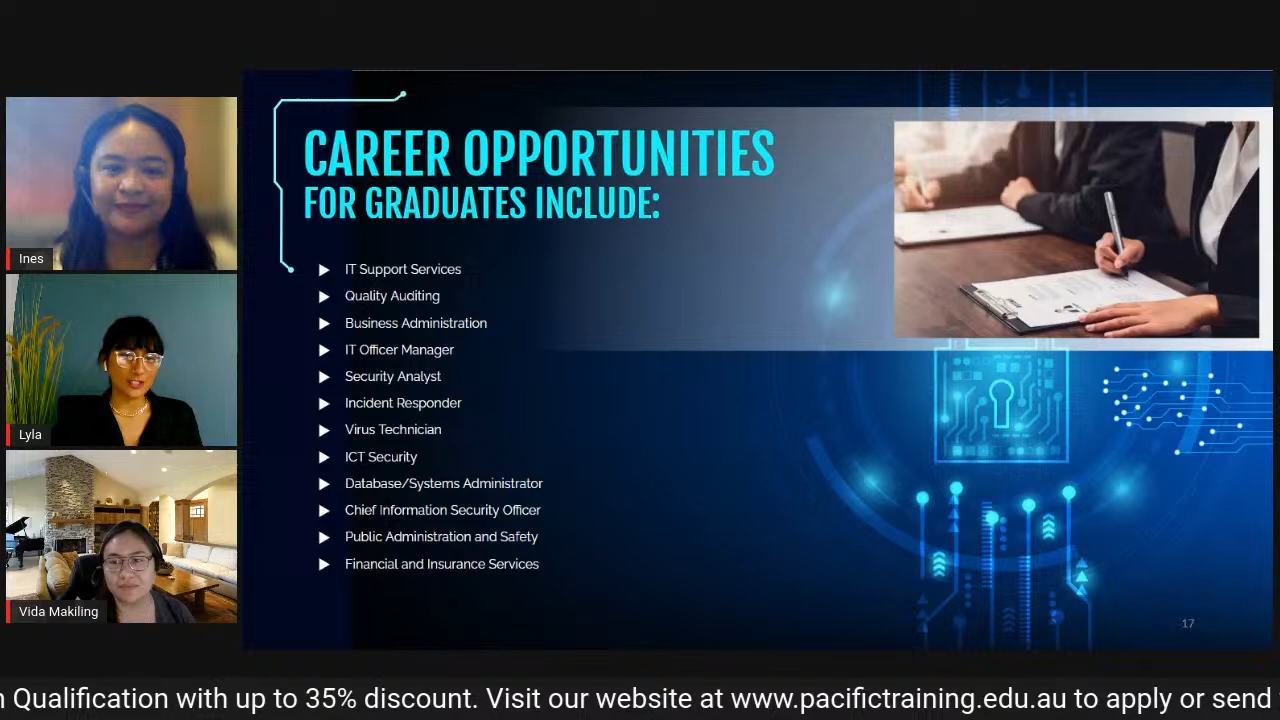 Ines
Lyla
Vida Makiling
CAREER OPPORTUNITIES
FOR GRADUATES INCLUDE:
IT Support Services
Quality Auditing
Business Administration
IT Officer Manager
Security Analyst
Incident Responder
Virus Technician
ICT Security
Database/Systems Administrator
Chief Information Security Officer
Public Administration and Safety
Financial and Insurance Services
17
Qualification with up to 35% discount. Visit our website at www.pacifictraining.edu.au to apply or send